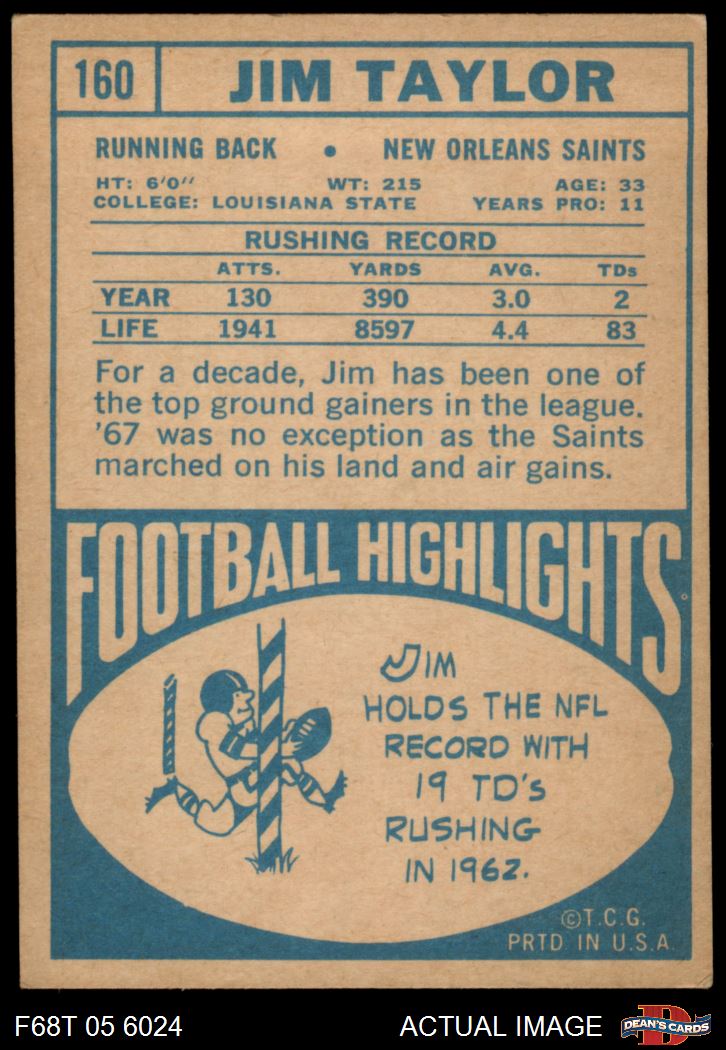 160 JIM TAYLOR
RUNNING BACK • NEW ORLEANS SAINTS
HT: 6'0" WT: 215 AGE: 33
COLLEGE: LOUISIANA STATE YEARS PRO: 11
RUSHING RECORD
ATTS. YARDS AVG. TDs
YEAR 130 390 3.0 2
LIFE 1941 8597 4.4 83
For a decade, Jim has been one of
the top ground gainers in the league.
'67 was no exception as the Saints
marched on his land and air gains.
FOOTBALL HIGHLIGHTS
JIM
HOLDS THE NFL
RECORD WITH
19 TD's
RUSHING
IN 1962.
©T.C.G.
PRTD IN U.S.A.
F68T 05 6024 ACTUAL IMAGE D DEAN'S CARDS